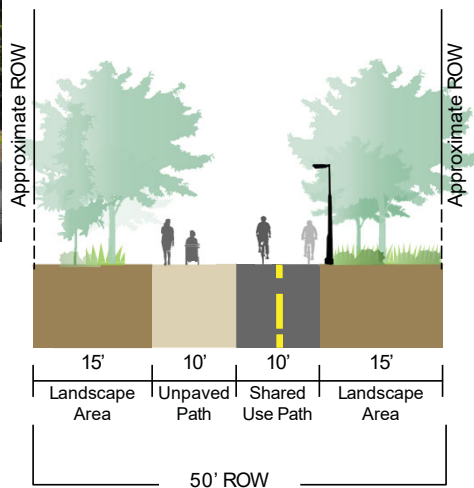 Approximate ROW
Approximate ROW
15’
10’
10’
15’
Landscape
Area
Unpaved
Path
Shared
Use Path
Landscape
Area
50’ ROW